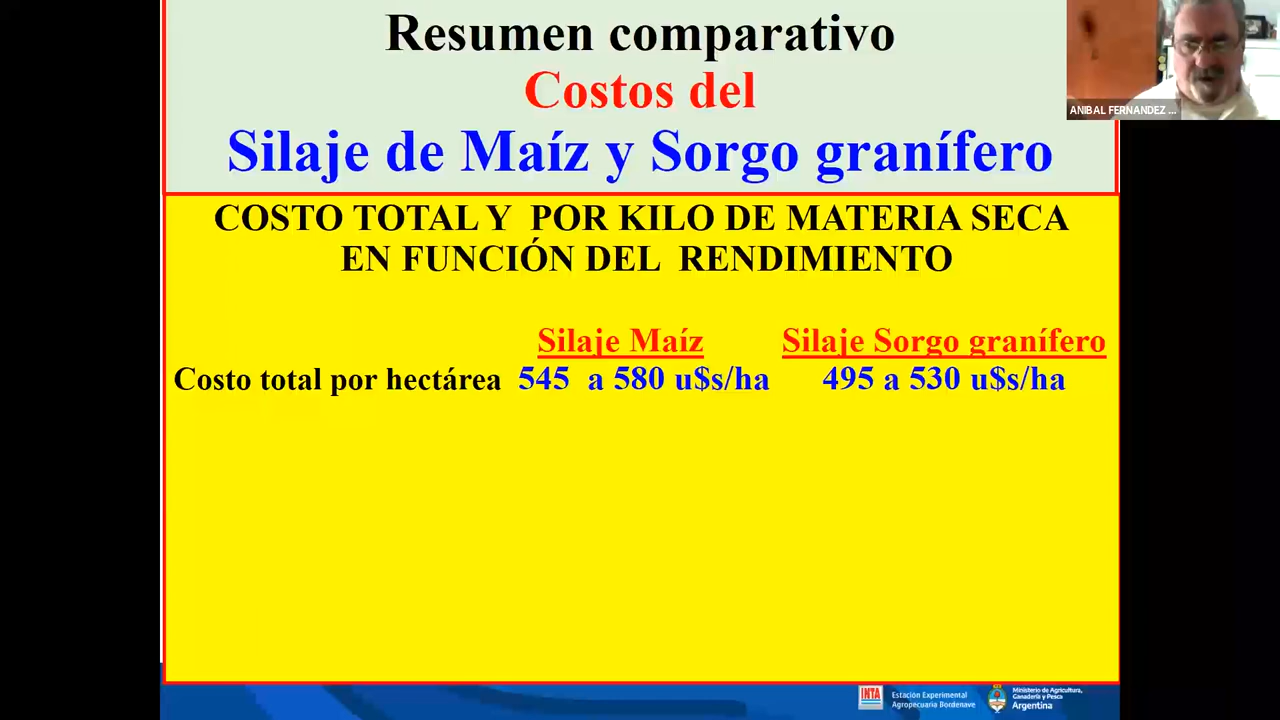 Resumen comparativo
Costos del
Silaje de Maíz y Sorgo granífero
ANIBAL FERNANDEZ ...
COSTO TOTAL Y POR KILO DE MATERIA SECA
EN FUNCIÓN DEL RENDIMIENTO
Silaje Maíz Silaje Sorgo granífero
Costo total por hectárea 545 a 580 u$s/ha 495 a 530 u$s/ha
INTA
Estación Experimental
Agropecuaria Bordenave
Ministerio de Agricultura,
Ganadería y Pesca
Argentina